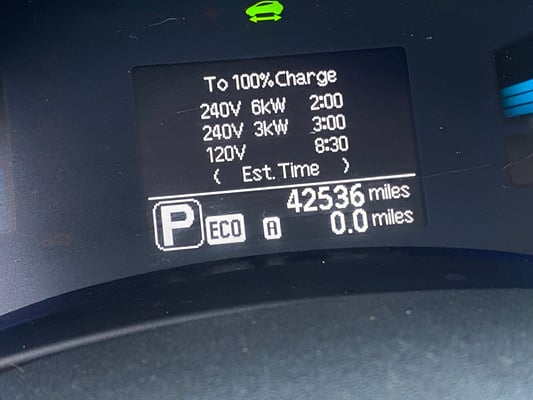 To 100%Charge
240V 6kW 2:00
240V 3kW 3:00
120V 8:30
( Est. Time )
42536 miles
P ECO A 0.0 miles